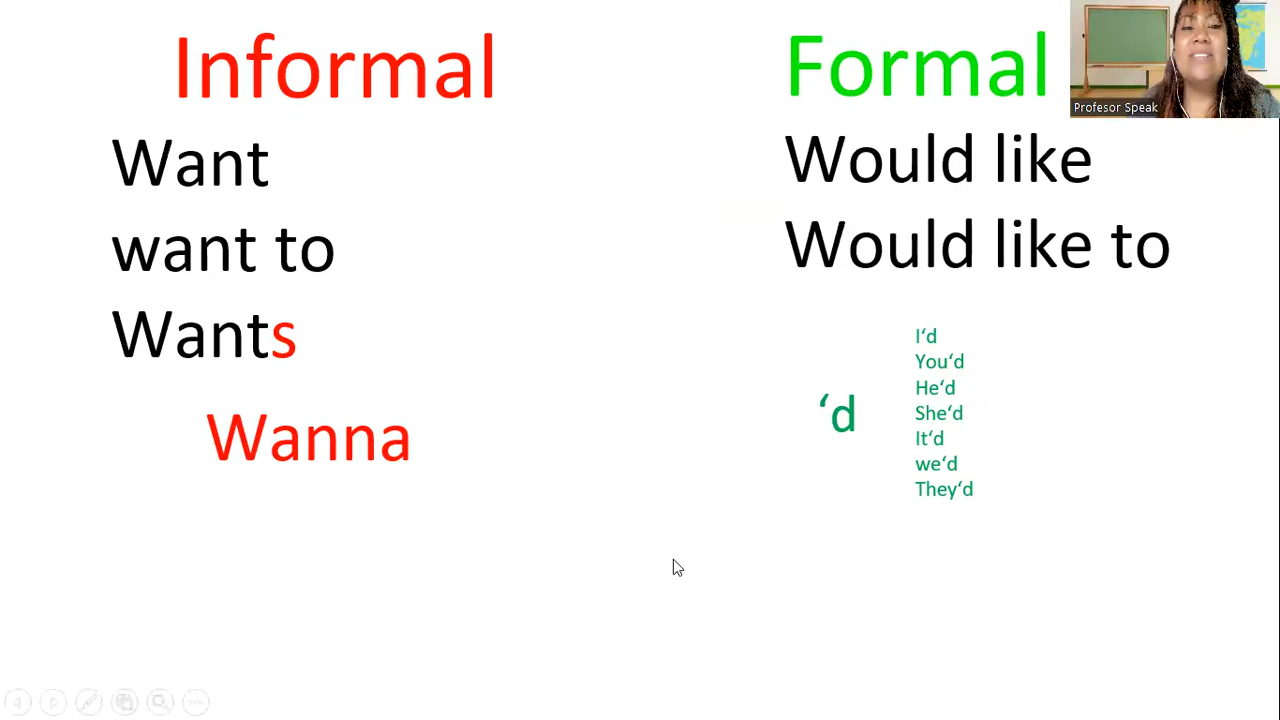 Informal
Want
want to
Wants
Wanna
Formal
Would like
Would like to
‘d
I‘d
You‘d
He‘d
She‘d
It‘d
we‘d
They‘d
Profesor Speak